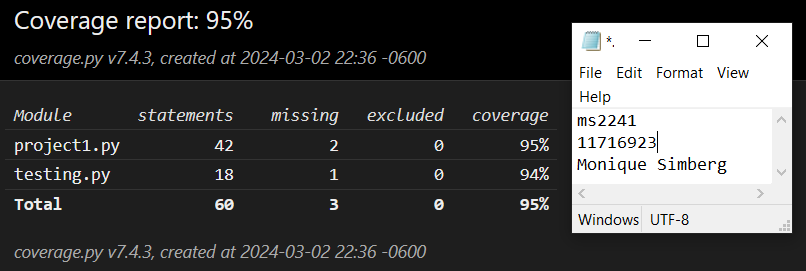 Coverage report: 95%
coverage.py v7.4.3, created at 2024-03-02 22:36 -0600
Module statements missing excluded coverage
project1.py 42 2 0 95%
testing.py 18 1 0 94%
Total 60 3 0 95%
coverage.py v7.4.3, created at 2024-03-02 22:36 -0600
*.
File Edit Format View
Help
ms2241
11716923
Monique Simberg
Windows UTF-8